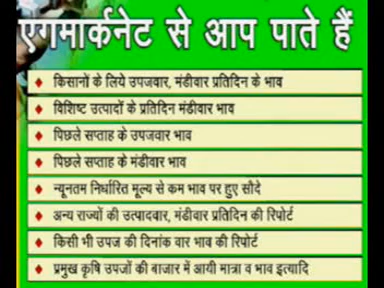 एगमार्कनेट से आप पाते हैं
किसानों के लिये उपजवार, मंडीवार प्रतिदिन के भाव
विशिष्ट उत्पादों के प्रतिदिन मंडीवार भाव
पिछले सप्ताह के उपजवार भाव
पिछले सप्ताह के मंडीवार भाव
न्यूनतम निर्धारित मूल्य से कम भाव पर हुए सौदे
अन्य राज्यों की उत्पादवार, मंडीवार प्रतिदिन की रिपोर्ट
किसी भी उपज की दिनांक वार भाव की रिपोर्ट
प्रमुख कृषि उपजों की बाजार में आयी मात्रा व भाव इत्यादि